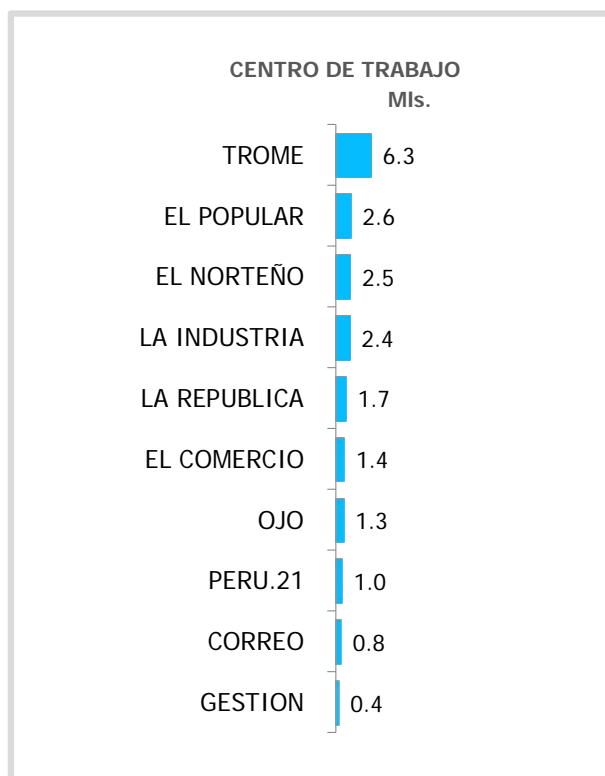 CENTRO DE TRABAJO
Mls.
TROME 6.3
EL POPULAR 2.6
EL NORTEÑO 2.5
LA INDUSTRIA 2.4
LA REPUBLICA 1.7
EL COMERCIO 1.4
OJO 1.3
PERU.21 1.0
CORREO 0.8
GESTION 0.4